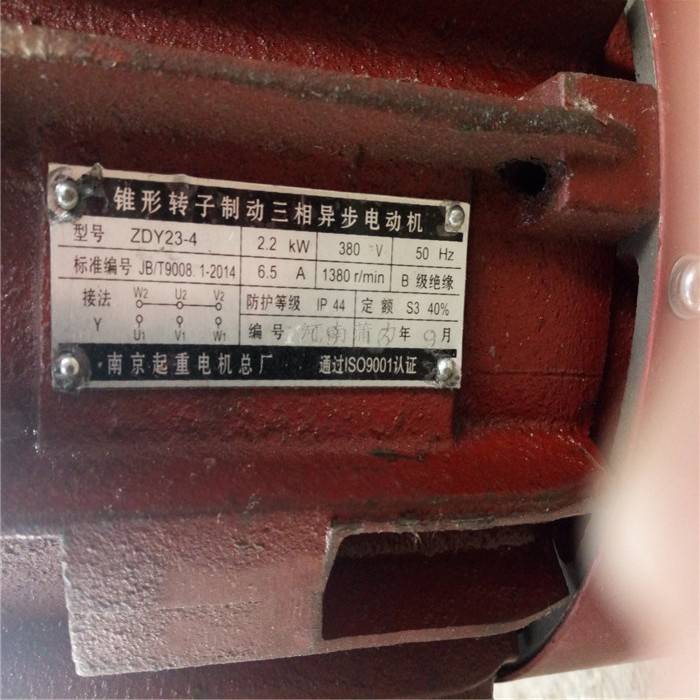 锥形转子制动三相异步电动机
型号 ZDY23-4 2.2 kW 380 V 50 Hz
标准编号 JB/T9008.1-2014 6.5 A 1380 r/min B 级绝缘
接法 W2 U2 V2 防护等级 IP 44 定额 S3 40%
Y U1 V1 W1 编号 年 9 月
南京起重电机总厂 通过ISO9001认证